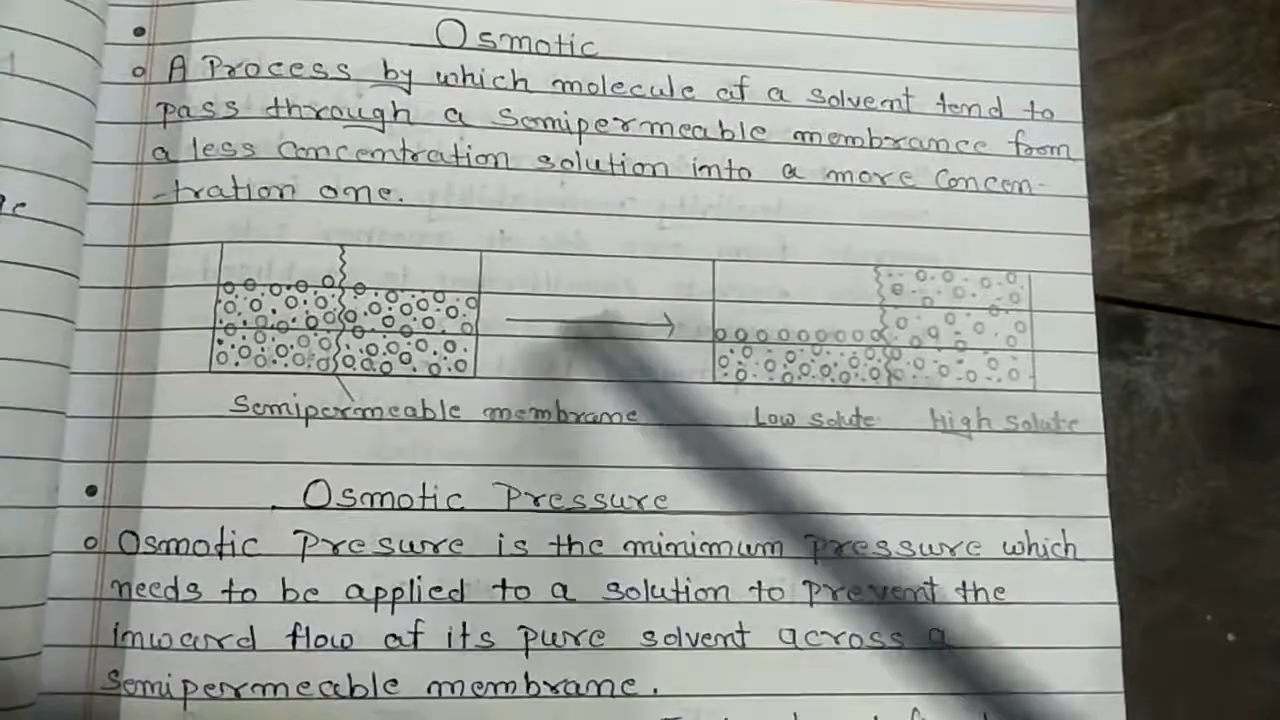 Osmotic
A Process by which molecule of a solvent tend to
pass through a Semipermeable membrance from
a less concentration solution into a more Concen-
-tration one.
Semipermeable membrane
Low solute High solute
Osmotic Pressure
Osmotic Presure is the minimum pressure which
needs to be applied to a solution to prevent the
inward flow of its pure solvent across a
Semipermeable membrane.